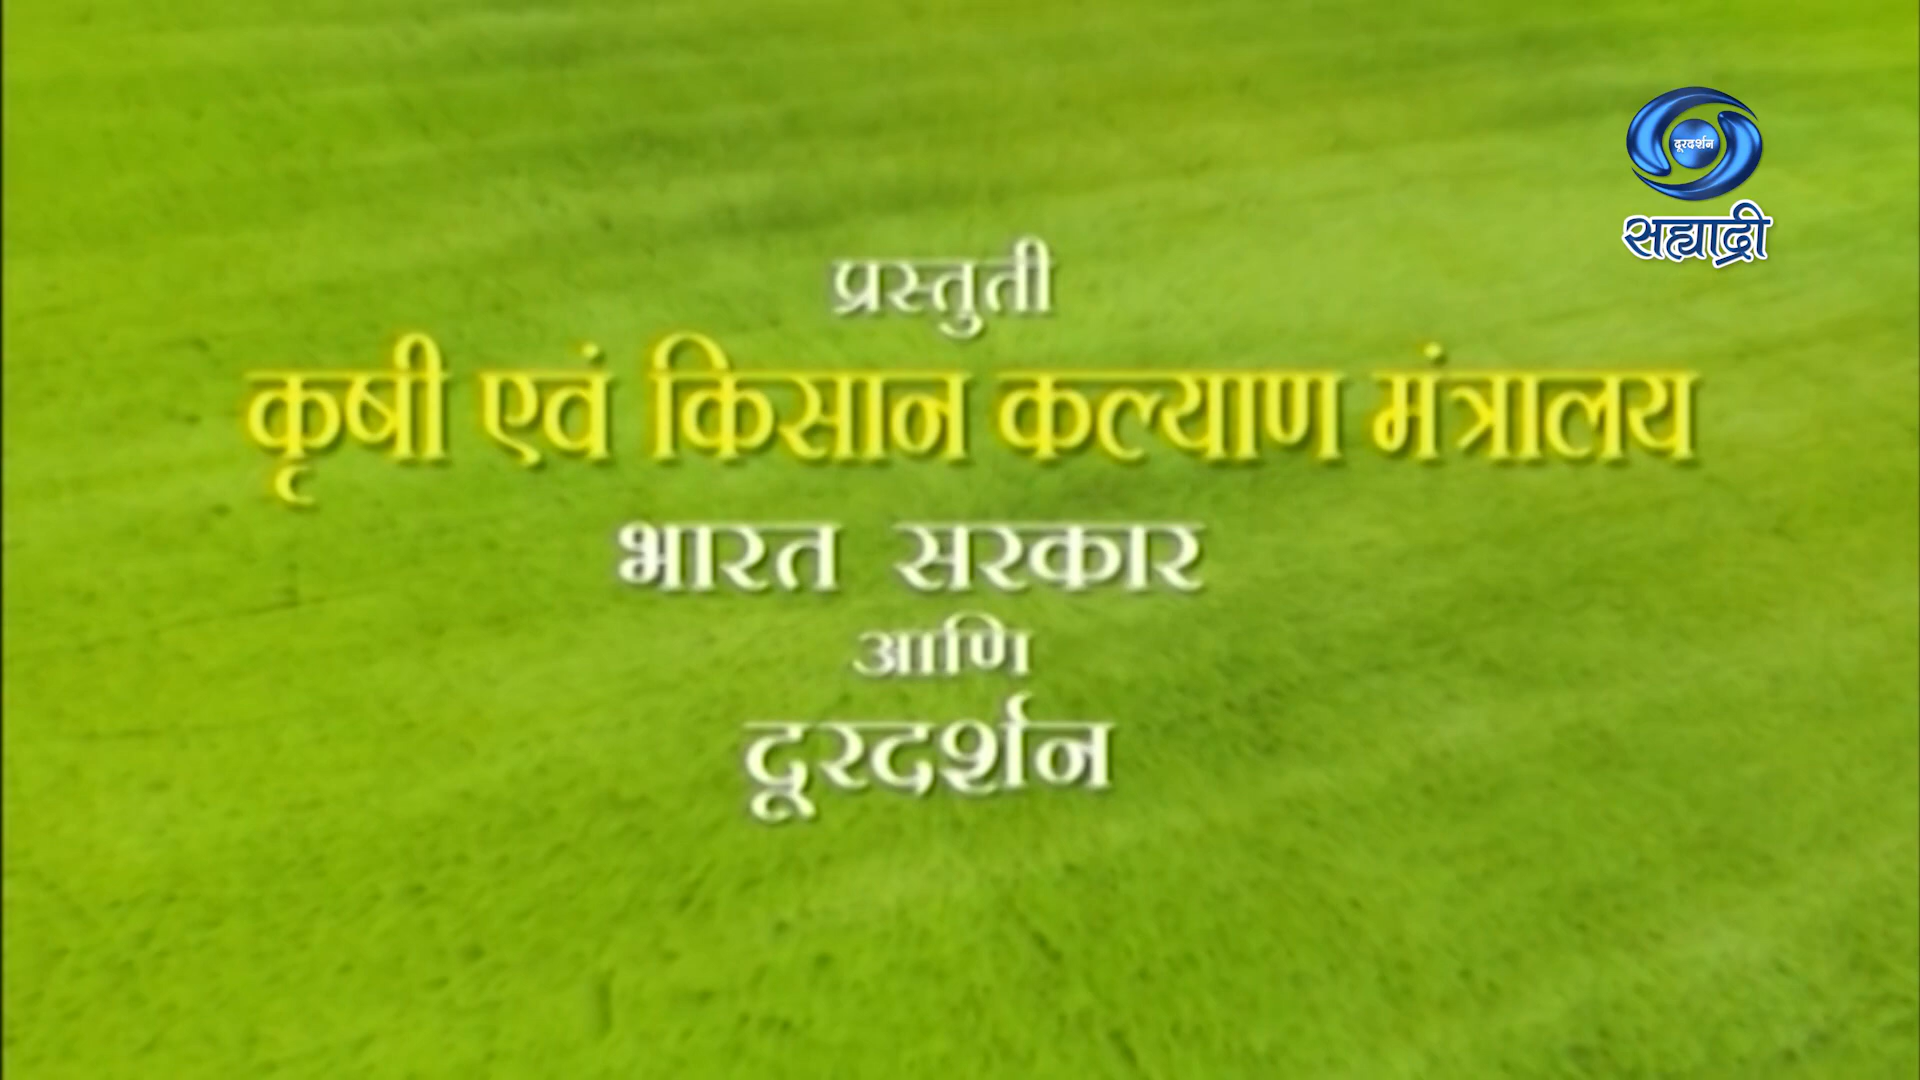 दूरदर्शन
सह्याद्री
प्रस्तुती
कृषी एवं किसान कल्याण मंत्रालय
भारत सरकार
आणि
दूरदर्शन